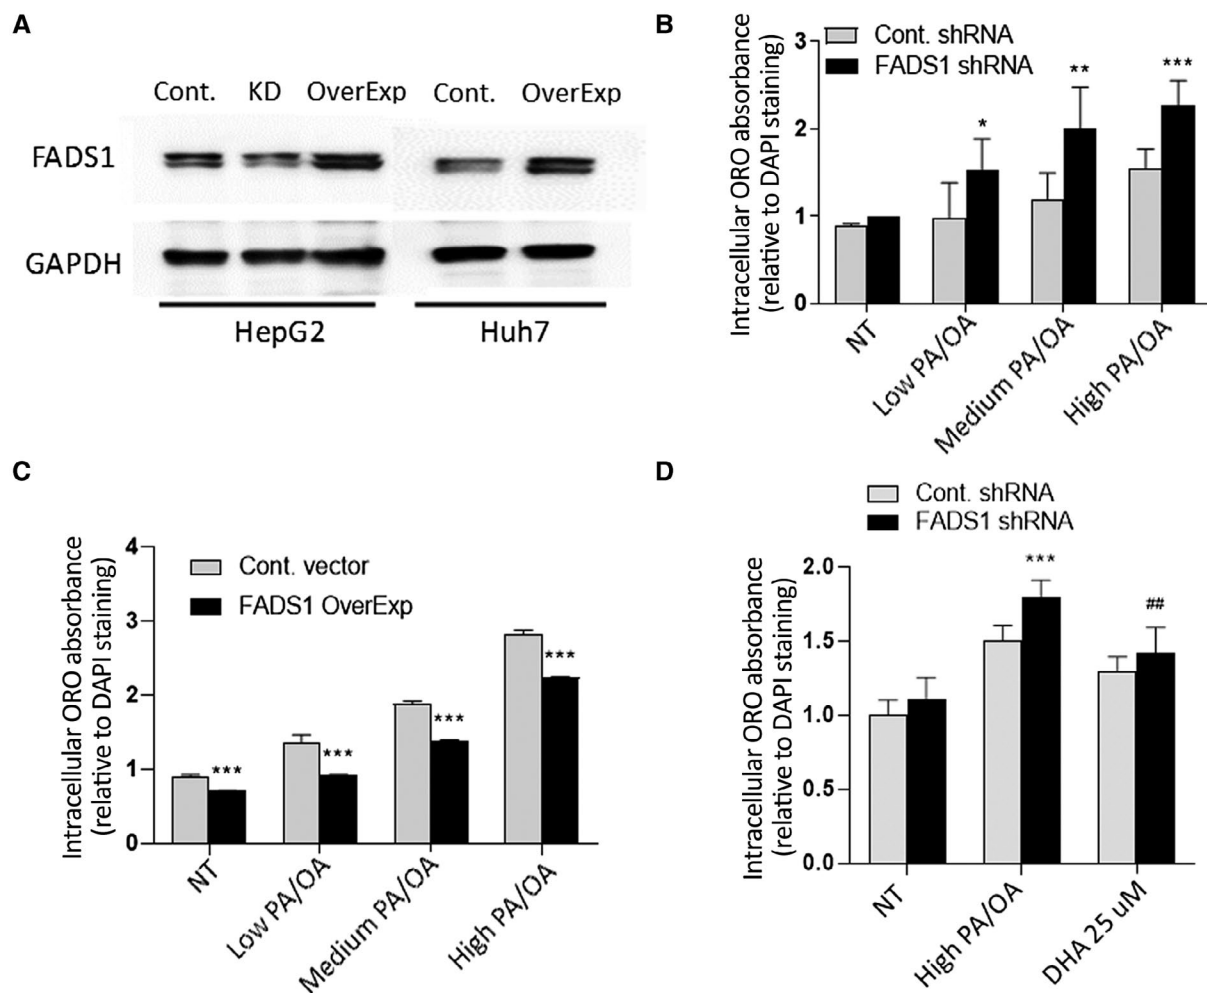 A
Cont. KD OverExp Cont. OverExp
FADS1
GAPDH
HepG2 Huh7
B
Cont. shRNA
FADS1 shRNA
Intracellular ORO absorbance
(relative to DAPI staining)
3
2
1
0
*
**
***
NT
Low PA/OA
Medium PA/OA
High PA/OA
C
Cont. vector
FADS1 OverExp
Intracellular ORO absorbance
(relative to DAPI staining)
4
3
2
1
0
***
***
***
***
NT
Low PA/OA
Medium PA/OA
High PA/OA
D
Cont. shRNA
FADS1 shRNA
Intracellular ORO absorbance
(relative to DAPI staining)
2.0
1.5
1.0
0.5
0.0
***
##
NT
High PA/OA
DHA 25 uM